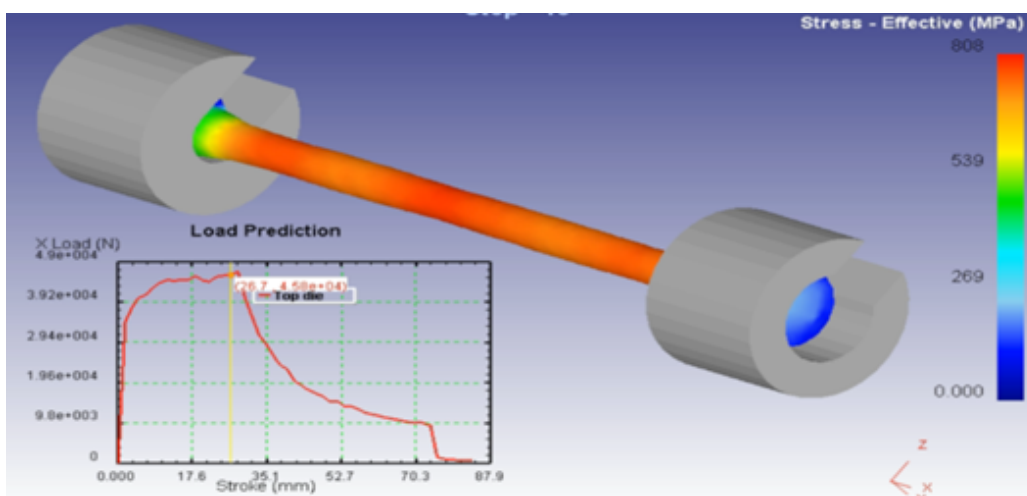 Stress - Effective (MPa)
808
539
269
0.000
Load Prediction
X Load (N)
4.9e+004
3.92e+004
2.94e+004
1.96e+004
9.8e+003
0
(26.7, 4.58e+04)
Top die
0.000 17.6 35.1 52.7 70.3 87.9
Stroke (mm)
z
x